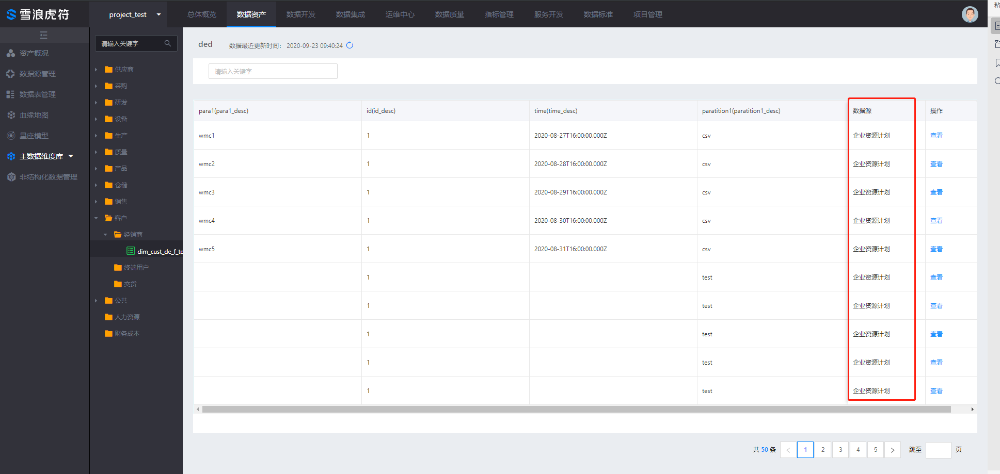 雪浪虎符
project_test
总体概览
数据资产
数据开发
数据集成
运维中心
数据质量
指标管理
服务开发
数据标准
项目管理
粘
资产概况
数据源管理
数据表管理
血缘地图
星座模型
主数据维度库
非结构化数据管理
请输入关键字
供应商
采购
研发
设备
生产
质量
产品
仓储
销售
客户
经销商
dim_cust_de_f_te
终端用户
交货
公共
人力资源
财务成本
ded 数据最近更新时间: 2020-09-23 09:40:24
请输入关键字
para1(para1_desc) id(id_desc) time(time_desc) paratition1(paratition1_desc) 数据源 操作
wmc1 1 2020-08-27T16:00:00.000Z csv 企业资源计划 查看
wmc2 1 2020-08-28T16:00:00.000Z csv 企业资源计划 查看
wmc3 1 2020-08-29T16:00:00.000Z csv 企业资源计划 查看
wmc4 1 2020-08-30T16:00:00.000Z csv 企业资源计划 查看
wmc5 1 2020-08-31T16:00:00.000Z csv 企业资源计划 查看
1 test 企业资源计划 查看
1 test 企业资源计划 查看
1 test 企业资源计划 查看
1 test 企业资源计划 查看
1 test 企业资源计划 查看
共 50 条 < 1 2 3 4 5 > 跳至 页